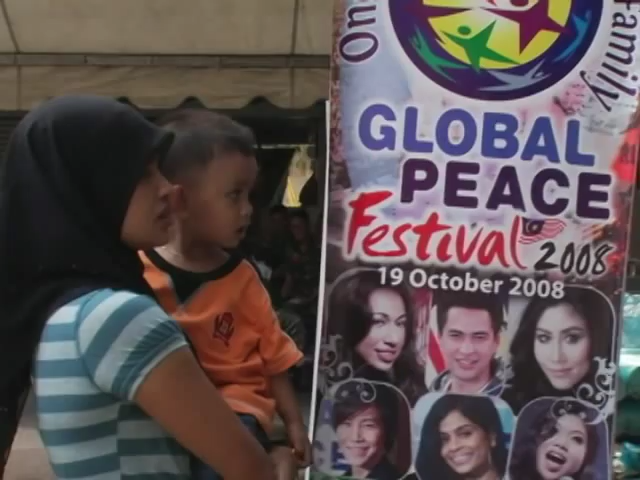 One
Family
GLOBAL
PEACE
Festival 2008
19 October 2008